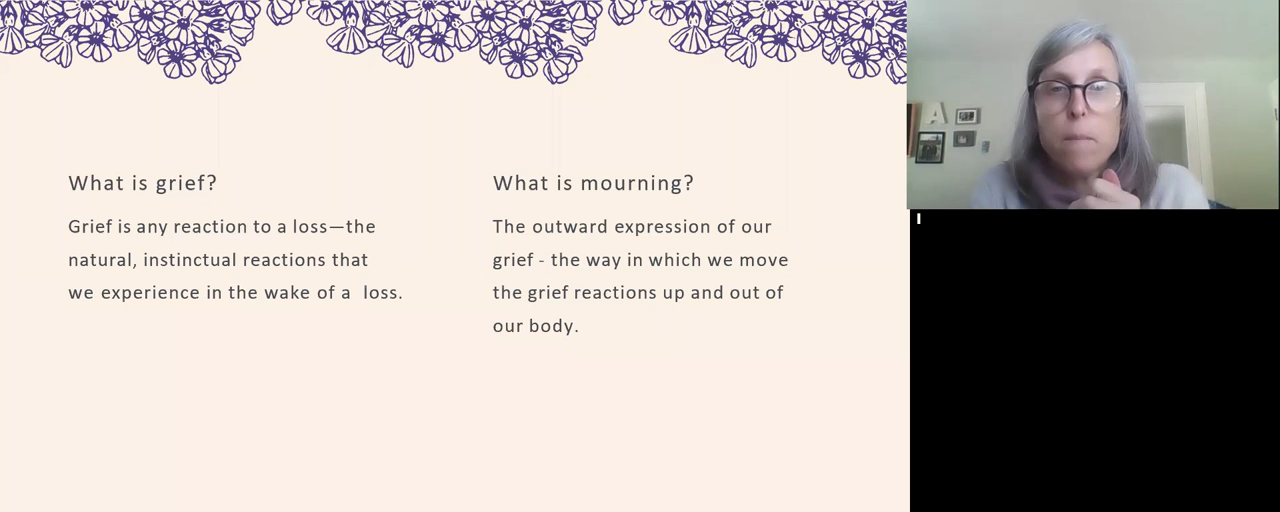 What is grief?
Grief is any reaction to a loss—the
natural, instinctual reactions that
we experience in the wake of a  loss.
What is mourning?
The outward expression of our
grief - the way in which we move
the grief reactions up and out of
our body.
A